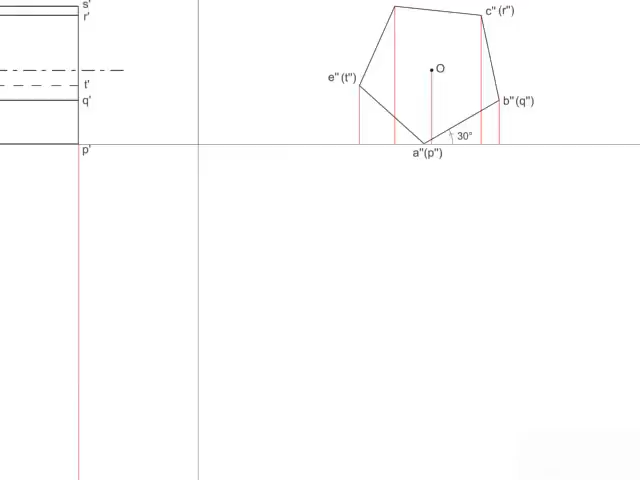 s'
r'
c" (r")
O
e" (t")
t'
q'
b" (q")
30°
p'
a"(p")